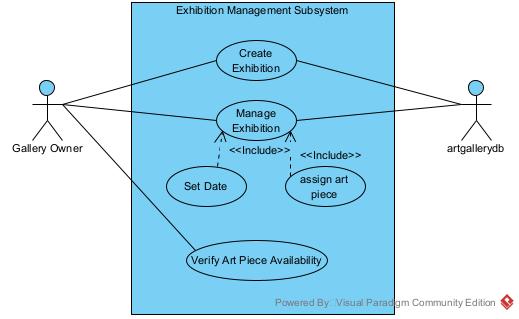 Exhibition Management Subsystem
Create
Exhibition
Manage
Exhibition
Gallery Owner
artgallerydb
<<Include>>
<<Include>>
Set Date
assign art
piece
Verify Art Piece Availability
Powered By Visual Paradigm Community Edition